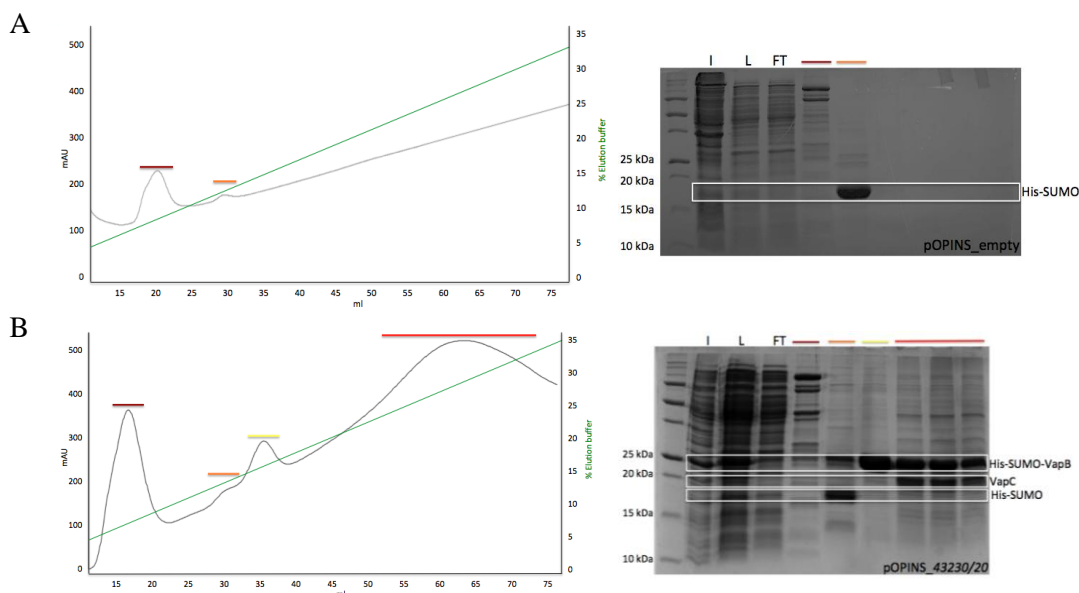 A
500
400
300
200
100
0
mAU
15 20 25 30 35 40 45 50 55 60 65 70 75
ml
35
30
25
20
15
10
5
0
% Elution buffer
I L FT
25 kDa
20 kDa
15 kDa
10 kDa
His-SUMO
pOPINS_empty
B
500
400
300
200
100
0
mAU
15 20 25 30 35 40 45 50 55 60 65 70 75
ml
35
30
25
20
15
10
5
0
% Elution buffer
I L FT
25 kDa
20 kDa
15 kDa
10 kDa
His-SUMO-VapB
VapC
His-SUMO
pOPINS_43230/20